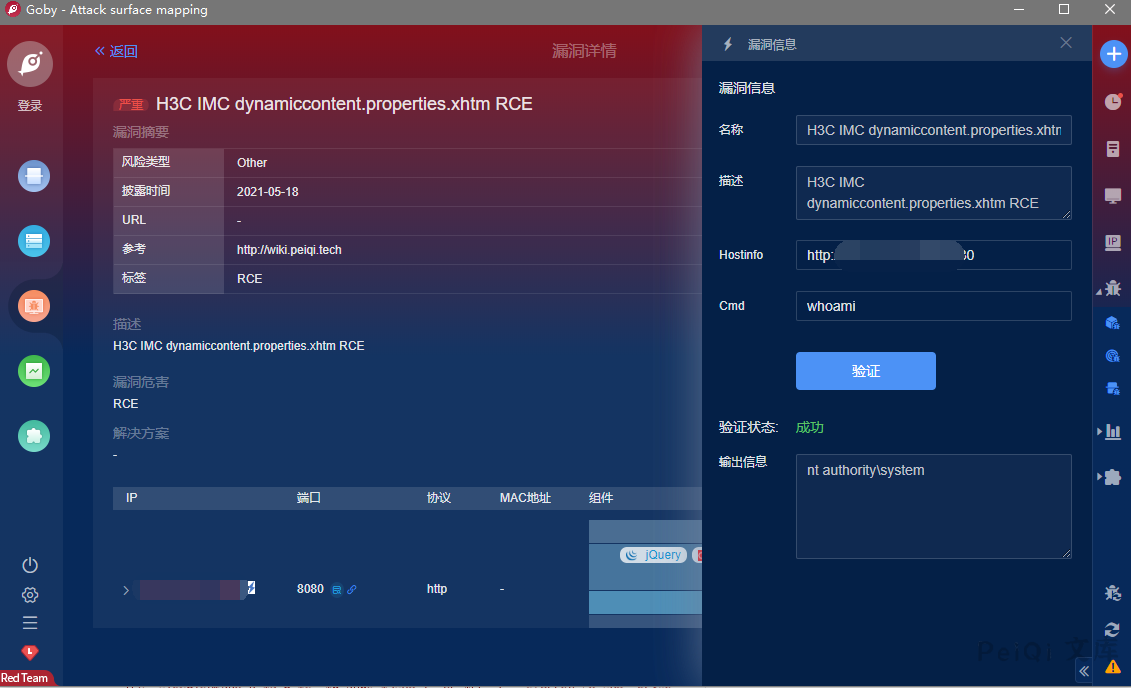 Goby - Attack surface mapping
登录
Red Team
返回
漏洞详情
严重 H3C IMC dynamiccontent.properties.xhtm RCE
漏洞摘要
风险类型 Other
披露时间 2021-05-18
URL -
参考 http://wiki.peiqi.tech
标签 RCE
描述
H3C IMC dynamiccontent.properties.xhtm RCE
漏洞危害
RCE
解决方案
-
IP 端口 协议 MAC地址 组件
jQuery
8080 http -
漏洞信息
漏洞信息
名称 H3C IMC dynamiccontent.properties.xhtm
描述 H3C IMC
dynamiccontent.properties.xhtm RCE
Hostinfo http:
Cmd whoami
验证
验证状态: 成功
输出信息 nt authority\system
IP
PeiQi 文库